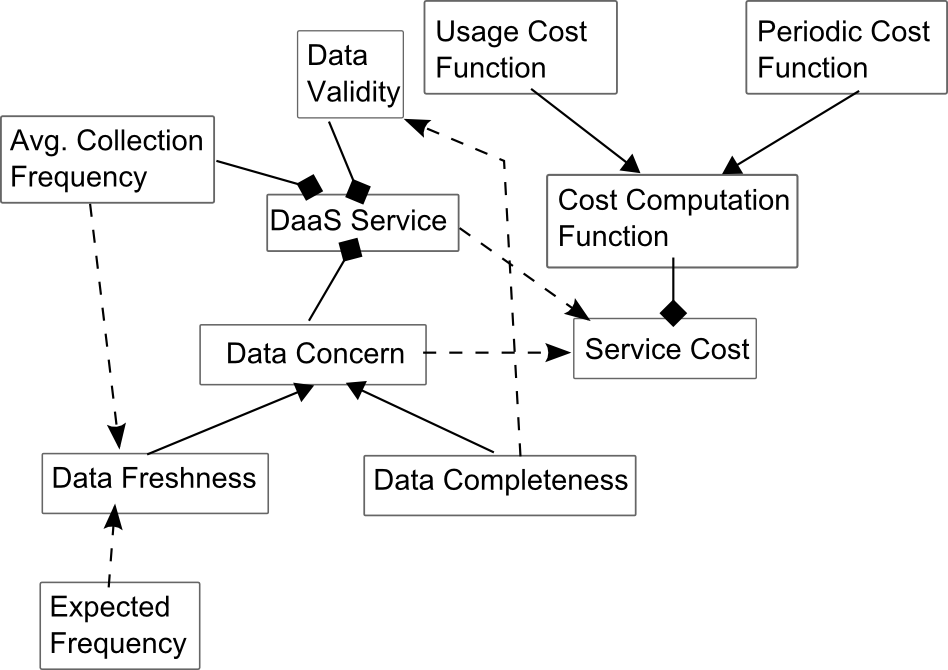 Usage Cost
Function
Periodic Cost
Function
Data
Validity
Avg. Collection
Frequency
Cost Computation
Function
DaaS Service
Data Concern
Service Cost
Data Freshness
Data Completeness
Expected
Frequency